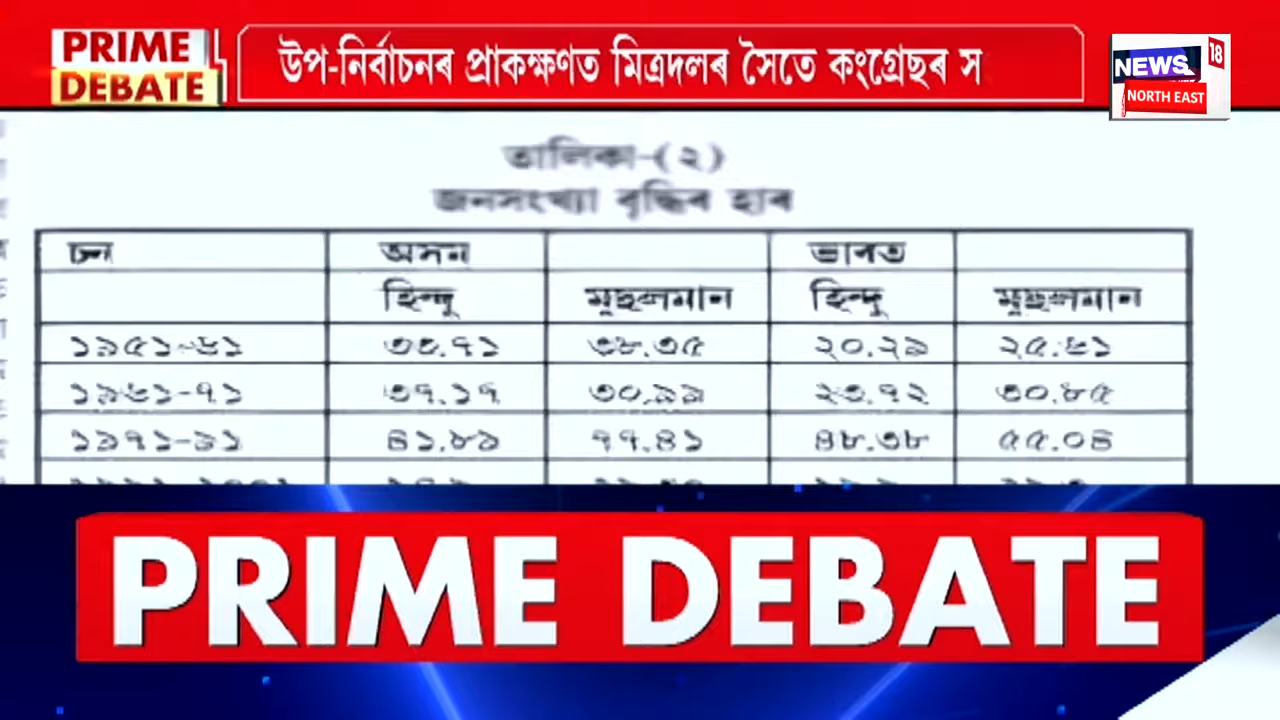 PRIME
DEBATE
উপ-নিৰ্বাচনৰ প্ৰাকক্ষণত মিত্ৰদলৰ সৈতে কংগ্ৰেছৰ স
NEWS 18
NORTH EAST
তালিকা-(২)
জনসংখ্যা বৃদ্ধিৰ হাৰ
চন অসম ভাৰত
হিন্দু মুছলমান হিন্দু মুছলমান
১৯৫১-৬১ ৩৩.৭১ ৩৮.৩৫ ২০.২৯ ২৫.৬১
১৯৬১-৭১ ৩৭.১৭ ৩০.৯৯ ২৩.৭২ ৩০.৮৫
১৯৭১-৯১ ৪১.৮৯ ৭৭.৪১ ৪৮.৩৮ ৫৫.০৪
PRIME DEBATE